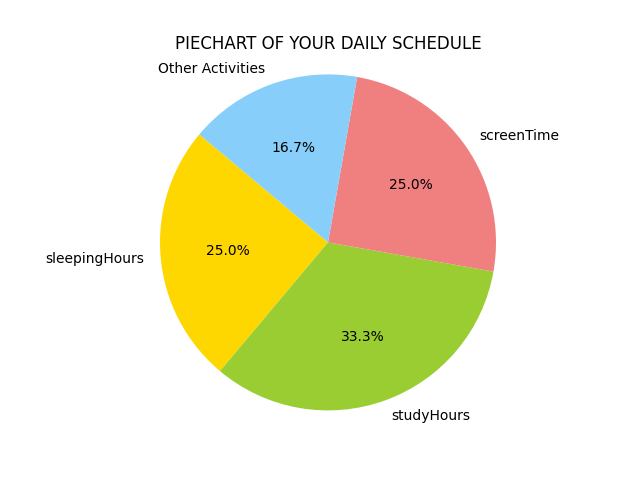 PIECHART OF YOUR DAILY SCHEDULE
Other Activities
screenTime
16.7%
25.0%
sleepingHours
25.0%
33.3%
studyHours